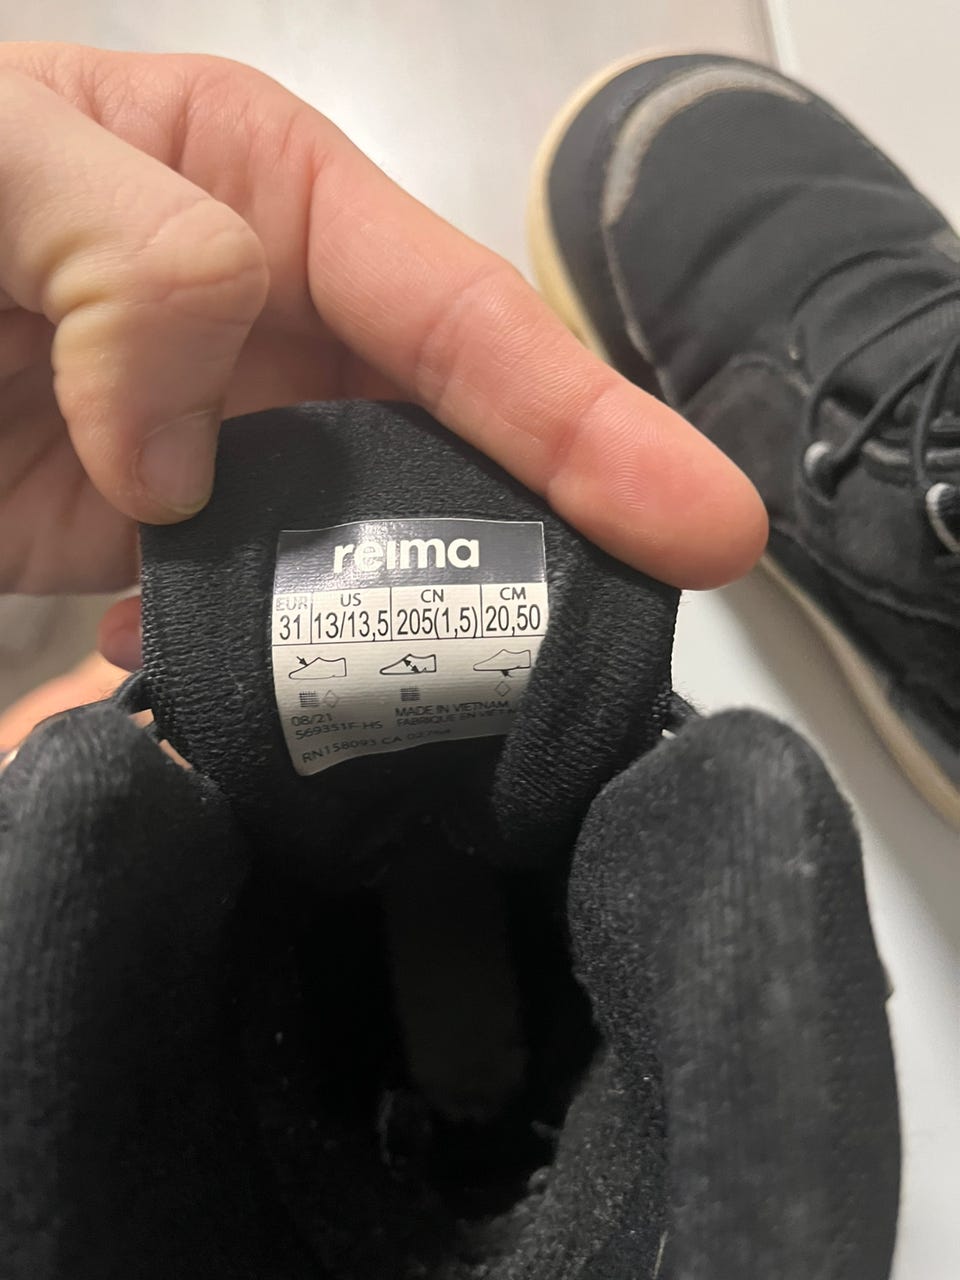 reima
EUR US CN CM
31 13/13,5 205(1,5) 20,50
08/21 MADE IN VIETNAM
569351F-HS FABRIQUE EN
RN158093 CA